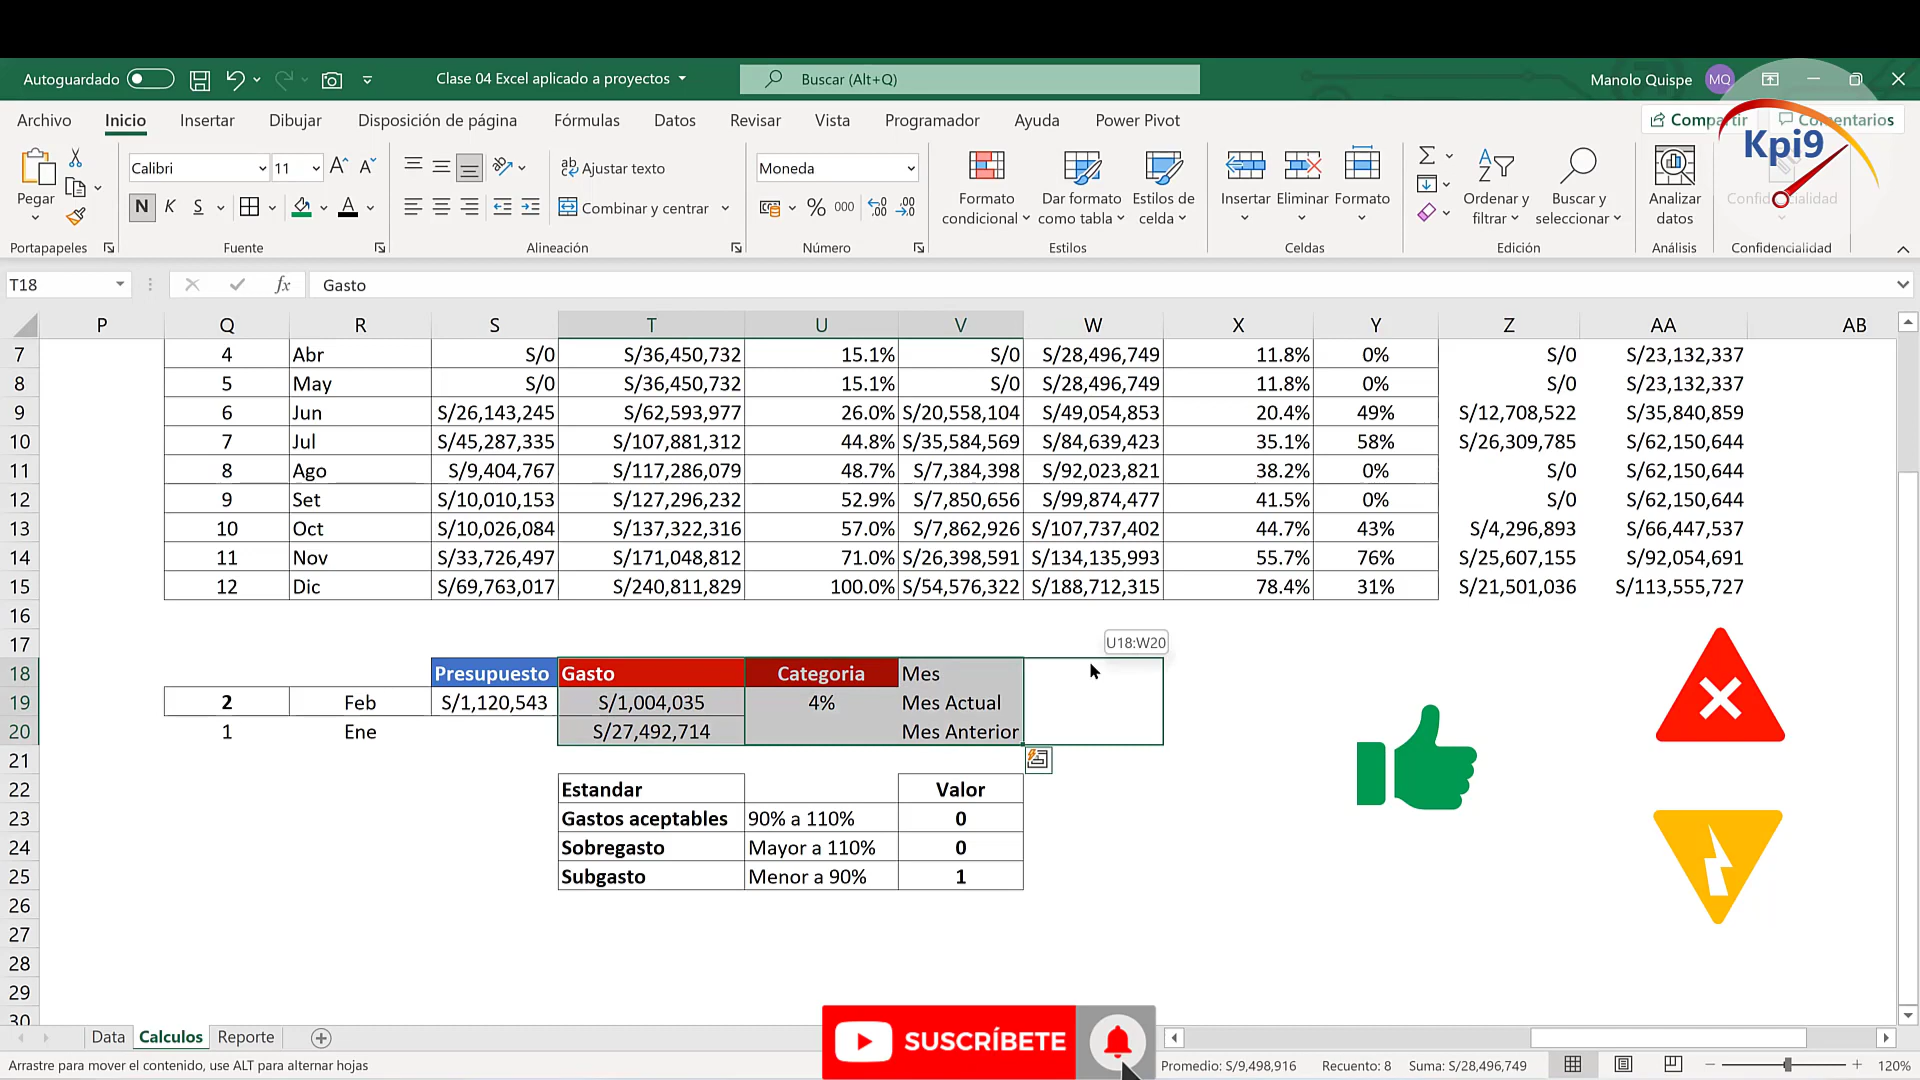 Autoguardado
Clase 04 Excel aplicado a proyectos
Buscar (Alt+Q)
Manolo Quispe
MQ
Archivo Inicio Insertar Dibujar Disposición de página Fórmulas Datos Revisar Vista Programador Ayuda Power Pivot
Compartir Comentarios
Kpi9
Pegar
Calibri 11
N K S
Ajustar texto
Combinar y centrar
Moneda
% 000
Formato condicional
Dar formato como tabla
Estilos de celda
Insertar Eliminar Formato
Ordenar y filtrar
Buscar y seleccionar
Analizar datos
Confidencialidad
Portapapeles Fuente Alineación Número Estilos Celdas Edición Análisis Confidencialidad
T18 fx Gasto
P Q R S T U V W X Y Z AA AB
7 4 Abr S/0 S/36,450,732 15.1% S/0 S/28,496,749 11.8% 0% S/0 S/23,132,337
8 5 May S/0 S/36,450,732 15.1% S/0 S/28,496,749 11.8% 0% S/0 S/23,132,337
9 6 Jun S/26,143,245 S/62,593,977 26.0% S/20,558,104 S/49,054,853 20.4% 49% S/12,708,522 S/35,840,859
10 7 Jul S/45,287,335 S/107,881,312 44.8% S/35,584,569 S/84,639,423 35.1% 58% S/26,309,785 S/62,150,644
11 8 Ago S/9,404,767 S/117,286,079 48.7% S/7,384,398 S/92,023,821 38.2% 0% S/0 S/62,150,644
12 9 Set S/10,010,153 S/127,296,232 52.9% S/7,850,656 S/99,874,477 41.5% 0% S/0 S/62,150,644
13 10 Oct S/10,026,084 S/137,322,316 57.0% S/7,862,926 S/107,737,402 44.7% 43% S/4,296,893 S/66,447,537
14 11 Nov S/33,726,497 S/171,048,812 71.0% S/26,398,591 S/134,135,993 55.7% 76% S/25,607,155 S/92,054,691
15 12 Dic S/69,763,017 S/240,811,829 100.0% S/54,576,322 S/188,712,315 78.4% 31% S/21,501,036 S/113,555,727
16
17 U18:W20
18 Presupuesto Gasto Categoria Mes
19 2 Feb S/1,120,543 S/1,004,035 4% Mes Actual
20 1 Ene S/27,492,714 Mes Anterior
21
22 Estandar Valor
23 Gastos aceptables 90% a 110% 0
24 Sobregasto Mayor a 110% 0
25 Subgasto Menor a 90% 1
26
27
28
29
30
Data Calculos Reporte
SUSCRÍBETE
Arrastre para mover el contenido, use ALT para alternar hojas
Promedio: S/9,498,916 Recuento: 8 Suma: S/28,496,749
120%